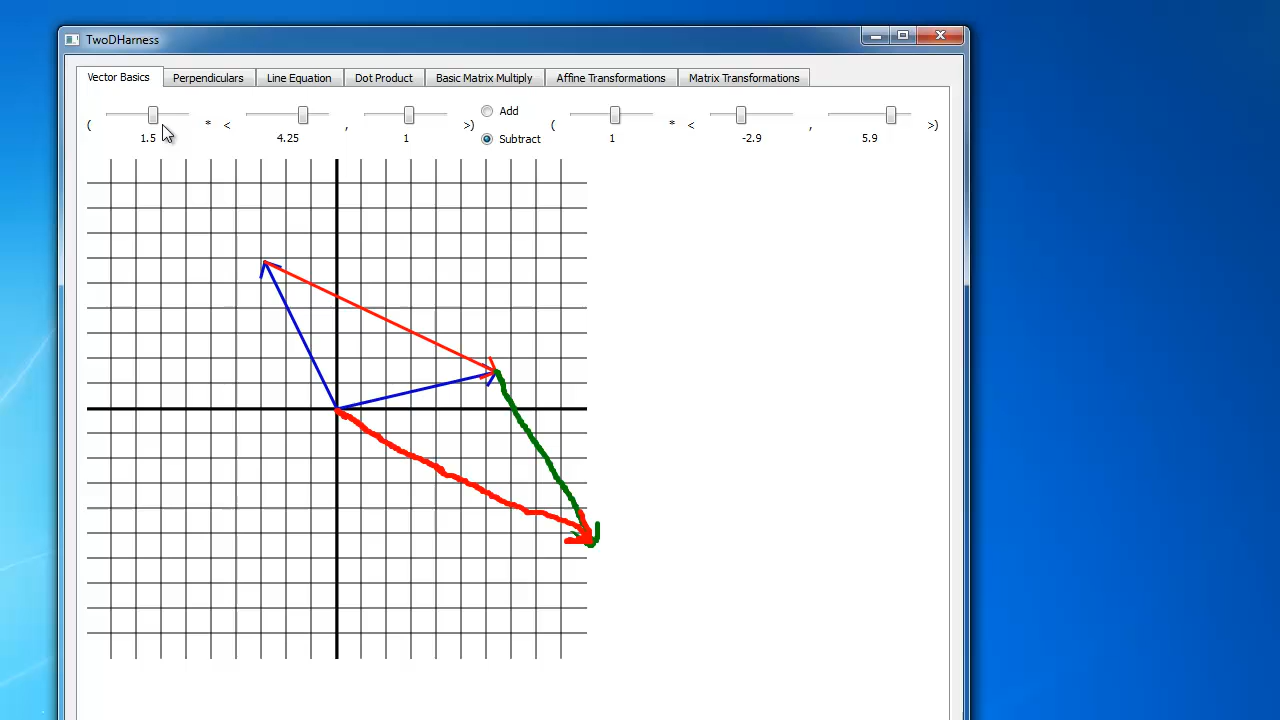 TwoDHarness
Vector Basics Perpendiculars Line Equation Dot Product Basic Matrix Multiply Affine Transformations Matrix Transformations
( * < , >) Add ( * < , >)
1.5 4.25 1 Subtract 1 -2.9 5.9